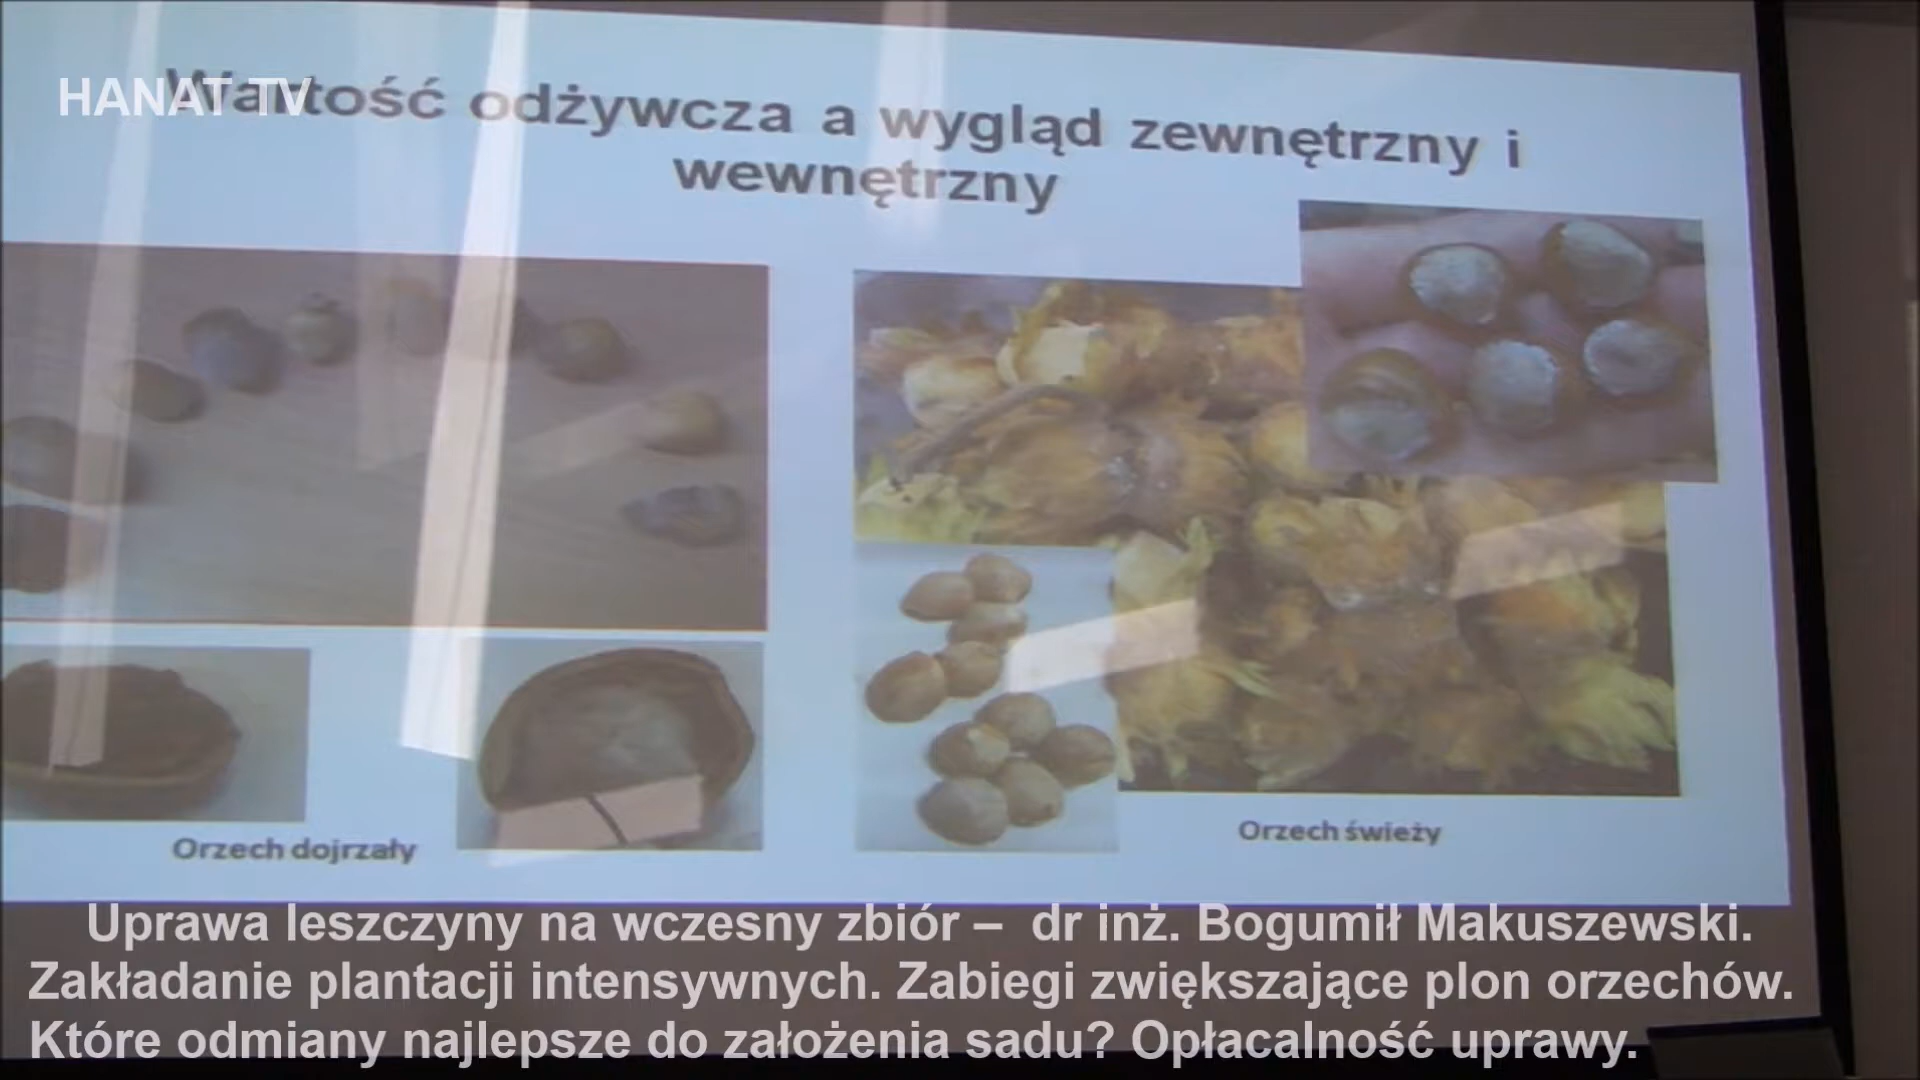 HANAT TV
Wartość odżywcza a wygląd zewnętrzny i
wewnętrzny
Orzech dojrzały
Orzech świeży
Uprawa leszczyny na wczesny zbiór – dr inż. Bogumił Makuszewski.
Zakładanie plantacji intensywnych. Zabiegi zwiększające plon orzechów.
Które odmiany najlepsze do założenia sadu? Opłacalność uprawy.